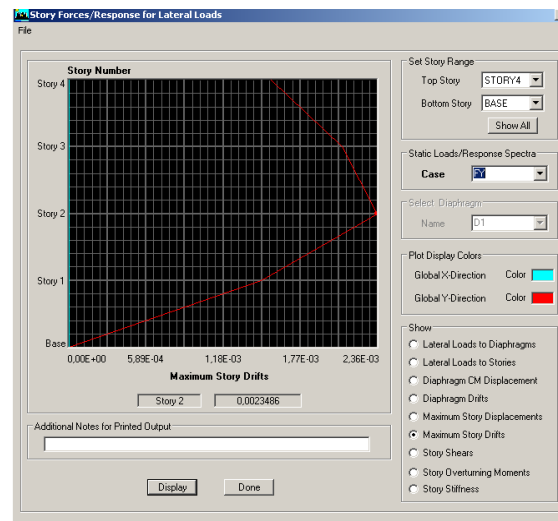 Story Forces/Response for Lateral Loads
File
Story Number
Story 4
Story 3
Story 2
Story 1
Base
0,00E+00 5,89E-04 1,18E-03 1,77E-03 2,36E-03
Maximum Story Drifts
Story 2 0,0023486
Additional Notes for Printed Output
Display Done
Set Story Range
Top Story STORY4
Bottom Story BASE
Show All
Static Loads/Response Spectra
Case FY
Select Diaphragm
Name D1
Plot Display Colors
Global X-Direction Color
Global Y-Direction Color
Show
Lateral Loads to Diaphragms
Lateral Loads to Stories
Diaphragm CM Displacement
Diaphragm Drifts
Maximum Story Displacements
Maximum Story Drifts
Story Shears
Story Overturning Moments
Story Stiffness